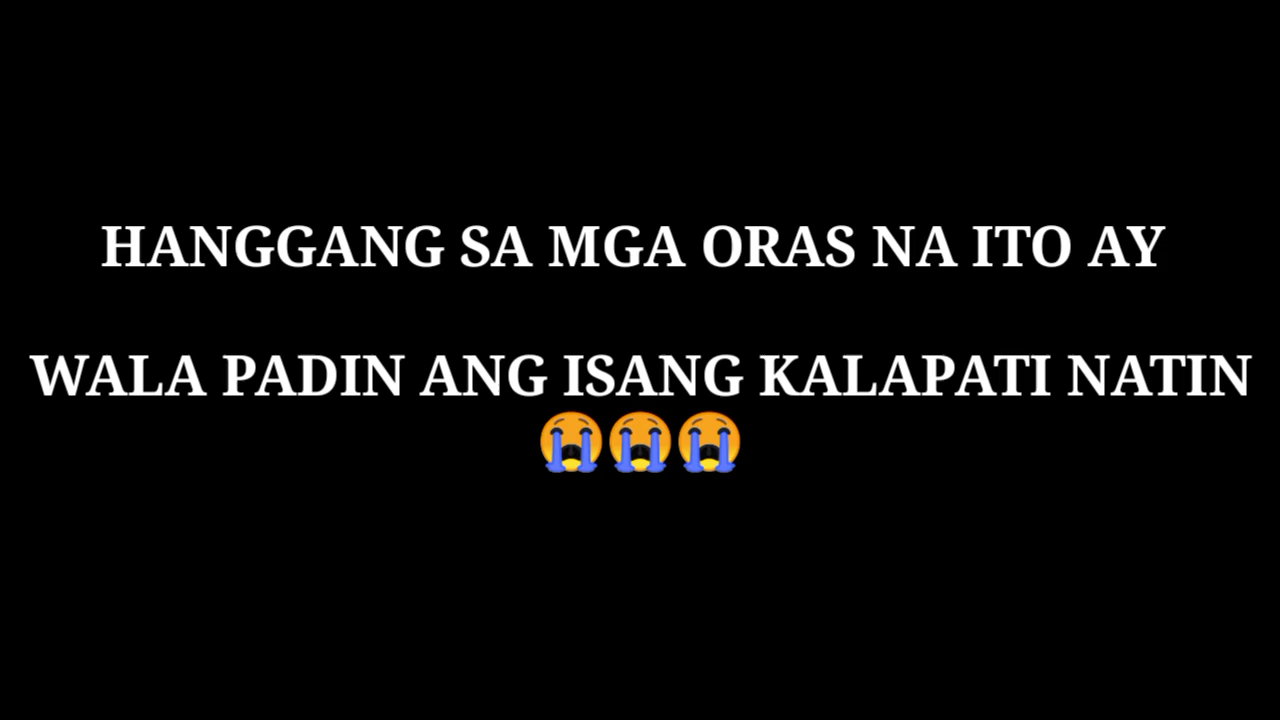 HANGGANG SA MGA ORAS NA ITO AY
WALA PADIN ANG ISANG KALAPATI NATIN
😭😭😭